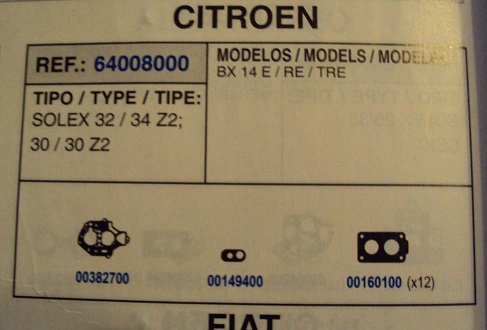 CITROEN
REF.: 64008000
MODELOS / MODELS / MODELES
BX 14 E / RE / TRE
TIPO / TYPE / TIPE:
SOLEX 32 / 34 Z2;
30 / 30 Z2
00382700
00149400
00160100 (x12)
FIAT